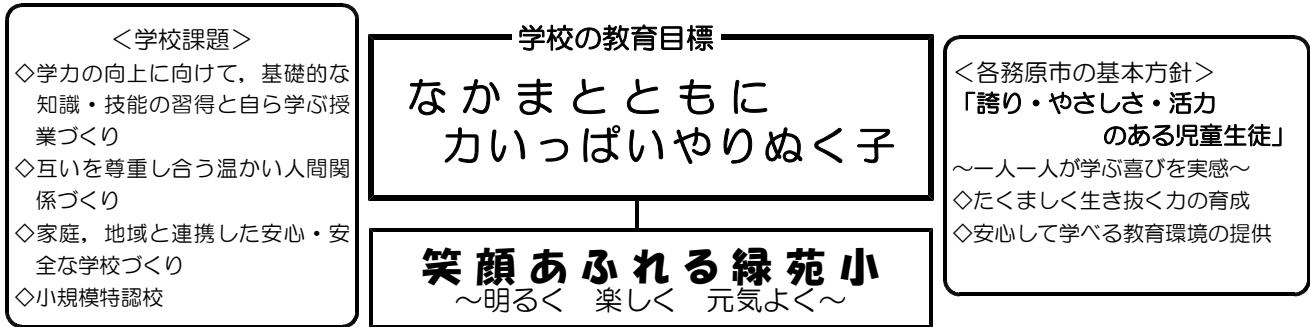 ＜学校課題＞
◇学力の向上に向けて，基礎的な
知識・技能の習得と自ら学ぶ授
業づくり
◇互いを尊重し合う温かい人間関
係づくり
◇家庭，地域と連携した安心・安
全な学校づくり
◇小規模特認校
学校の教育目標
なかまとともに
力いっぱいやりぬく子
笑顔あふれる緑苑小
～明るく　楽しく　元気よく～
＜各務原市の基本方針＞
「誇り・やさしさ・活力
のある児童生徒」
～一人一人が学ぶ喜びを実感～
◇たくましく生き抜く力の育成
◇安心して学べる教育環境の提供